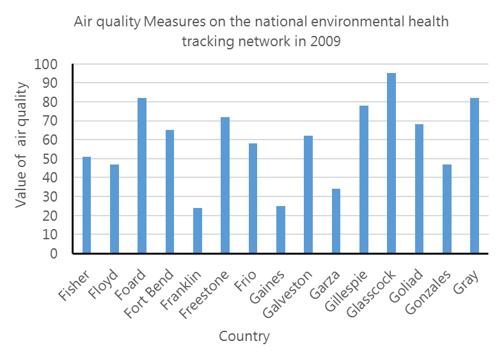 Air quality Measures on the national environmental health
tracking network in 2009
Value of air quality
100
90
80
70
60
50
40
30
20
10
0
Fisher
Floyd
Foard
Fort Bend
Franklin
Freestone
Frio
Gaines
Galveston
Garza
Gillespie
Glasscock
Goliad
Gonzales
Gray
Country